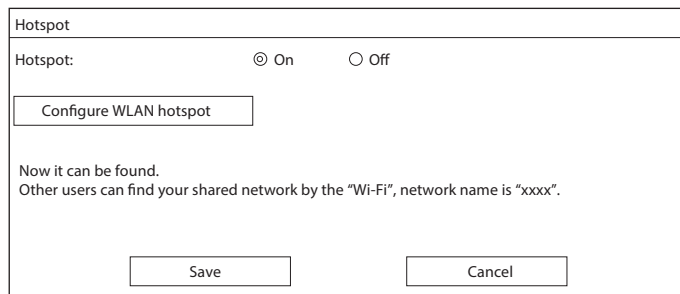 Hotspot
Hotspot: On Off
Configure WLAN hotspot
Now it can be found.
Other users can find your shared network by the “Wi-Fi”, network name is “xxxx”.
Save Cancel